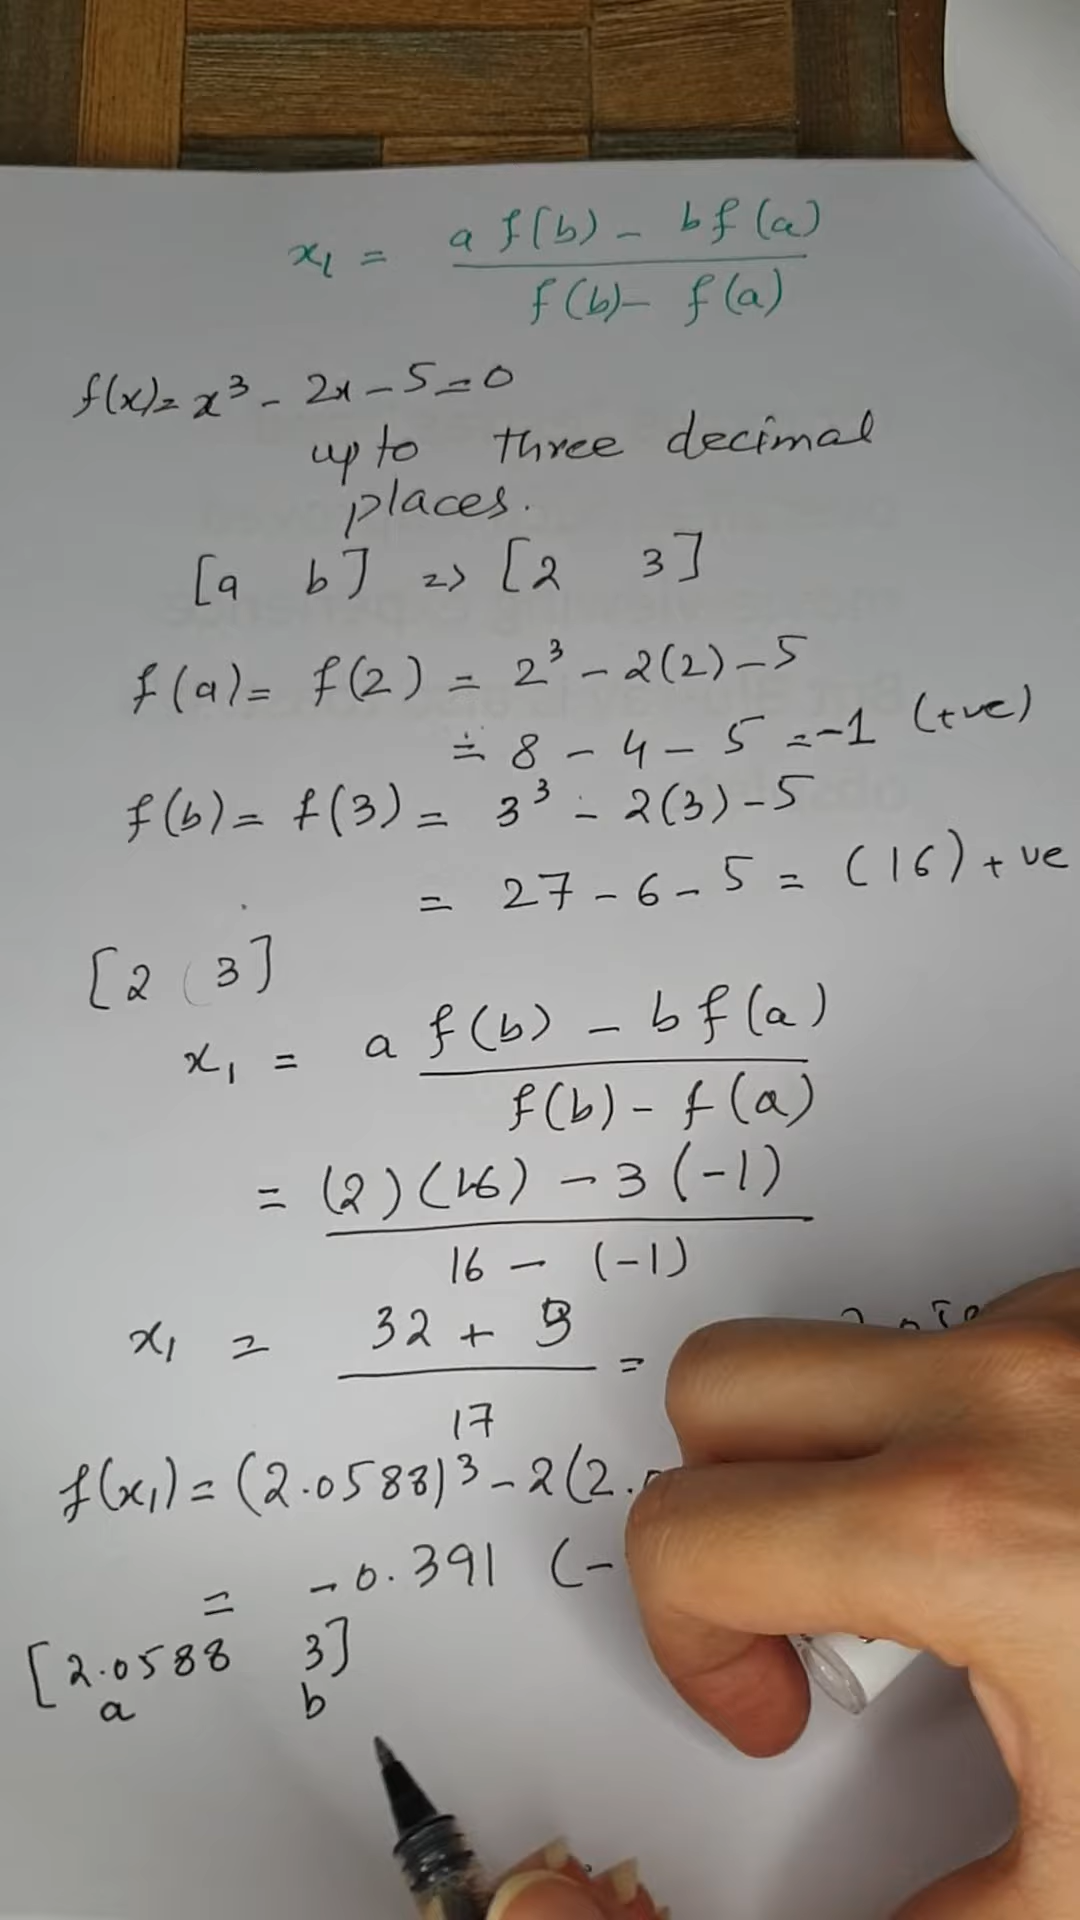 x₁ = a f(b) - b f(a)
f(b) - f(a)
f(x) = x³ - 2x - 5 = 0
up to three decimal
places.
[a b] => [2 3]
f(a) = f(2) = 2³ - 2(2) - 5
= 8 - 4 - 5 = -1 (+ve)
f(b) = f(3) = 3³ - 2(3) - 5
= 27 - 6 - 5 = (16) + ve
[2 3]
x₁ = a f(b) - b f(a)
f(b) - f(a)
= (2)(16) - 3(-1)
16 - (-1)
x₁ = 32 + 3 =
17
f(x₁) = (2.0588)³ - 2(2.
= -0.391 (-
[2.0588 3]
a b